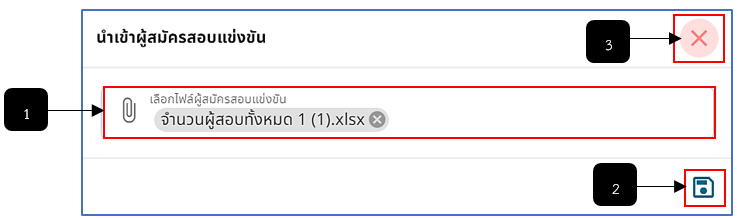 นำเข้าผู้สมัครสอบแข่งขัน
3
เลือกไฟล์ผู้สมัครสอบแข่งขัน
1
จำนวนผู้สอบทั้งหมด 1 (1).xlsx
2